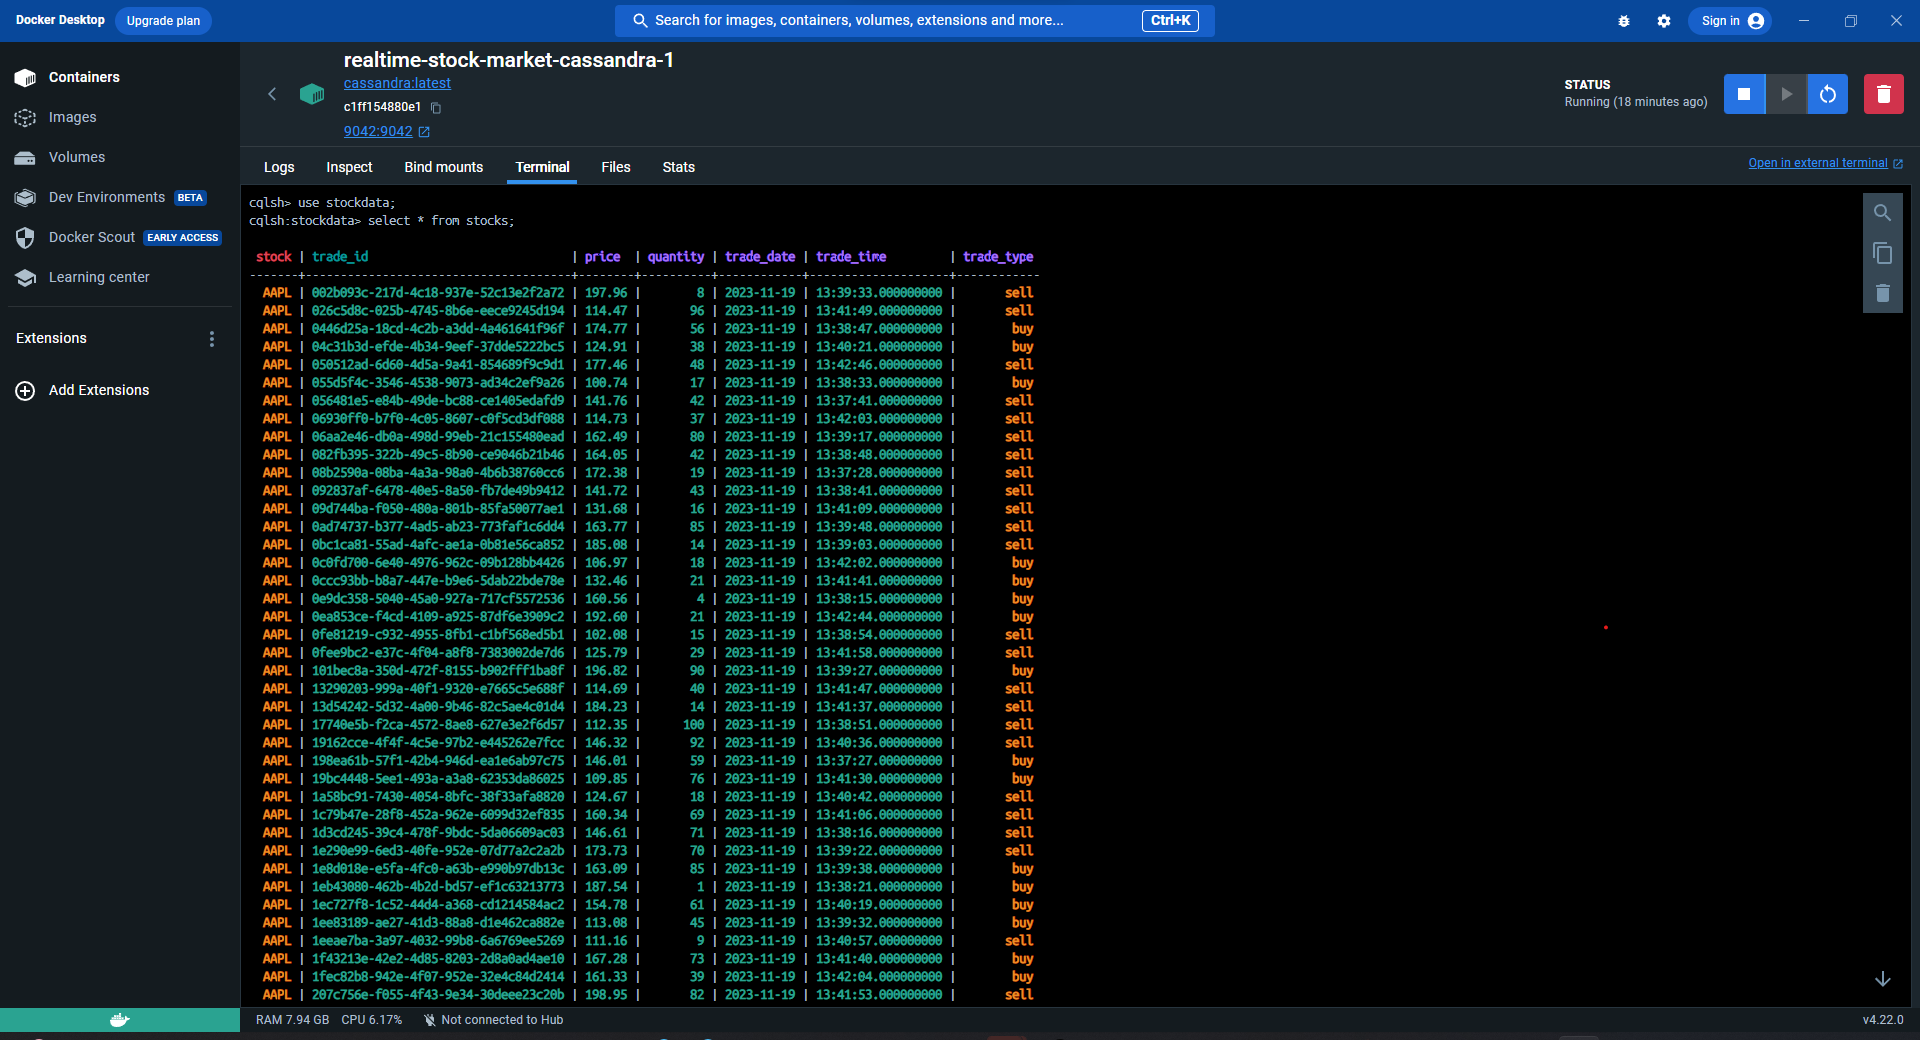 Docker Desktop Upgrade plan Search for images, containers, volumes, extensions and more... Ctrl+K Sign in
Containers
Images
Volumes
Dev Environments BETA
Docker Scout EARLY ACCESS
Learning center
Extensions
Add Extensions
realtime-stock-market-cassandra-1
cassandra:latest
c1ff154880e1
9042:9042
STATUS
Running (18 minutes ago)
Logs Inspect Bind mounts Terminal Files Stats
Open in external terminal
cqlsh> use stockdata;
cqlsh:stockdata> select * from stocks;
stock | trade_id | price | quantity | trade_date | trade_time | trade_type
-------+--------------------------------------+--------+----------+------------+--------------------+------------
AAPL | 002b093c-217d-4c18-937e-52c13e2f2a72 | 197.96 | 8 | 2023-11-19 | 13:39:33.000000000 | sell
AAPL | 026c5d8c-025b-4745-8b6e-eece9245d194 | 114.47 | 96 | 2023-11-19 | 13:41:49.000000000 | sell
AAPL | 0446d25a-18cd-4c2b-a3dd-4a461641f96f | 174.77 | 56 | 2023-11-19 | 13:38:47.000000000 | buy
AAPL | 04c31b3d-efde-4b34-9eef-37dde5222bc5 | 124.91 | 38 | 2023-11-19 | 13:40:21.000000000 | buy
AAPL | 050512ad-6d60-4d5a-9a41-854689f9c9d1 | 177.46 | 48 | 2023-11-19 | 13:42:46.000000000 | sell
AAPL | 055d5f4c-3546-4538-9073-ad34c2ef9a26 | 100.74 | 17 | 2023-11-19 | 13:38:33.000000000 | buy
AAPL | 056481e5-e84b-49de-bc88-ce1405edafd9 | 141.76 | 42 | 2023-11-19 | 13:37:41.000000000 | sell
AAPL | 06930ff0-b7f0-4c05-8607-c0f5cd3df088 | 114.73 | 37 | 2023-11-19 | 13:42:03.000000000 | sell
AAPL | 06aa2e46-db0a-498d-99eb-21c155480ead | 162.49 | 80 | 2023-11-19 | 13:39:17.000000000 | sell
AAPL | 082fb395-322b-49c5-8b90-ce9046b21b46 | 164.05 | 42 | 2023-11-19 | 13:38:48.000000000 | sell
AAPL | 08b2590a-08ba-4a3a-98a0-4b6b38760cc6 | 172.38 | 19 | 2023-11-19 | 13:37:28.000000000 | sell
AAPL | 092837af-6478-40e5-8a50-fb7de49b9412 | 141.72 | 43 | 2023-11-19 | 13:38:41.000000000 | sell
AAPL | 09d744ba-f050-480a-801b-85fa50077ae1 | 131.68 | 16 | 2023-11-19 | 13:41:09.000000000 | sell
AAPL | 0ad74737-b377-4ad5-ab23-773faf1c6dd4 | 163.77 | 85 | 2023-11-19 | 13:39:48.000000000 | sell
AAPL | 0bc1ca81-55ad-4afc-ae1a-0b81e56ca852 | 185.08 | 14 | 2023-11-19 | 13:39:03.000000000 | sell
AAPL | 0c0fd700-6e40-4976-962c-09b128bb4426 | 106.97 | 18 | 2023-11-19 | 13:42:02.000000000 | buy
AAPL | 0ccc93bb-b8a7-447e-b9e6-5dab22bde78e | 132.46 | 21 | 2023-11-19 | 13:41:41.000000000 | buy
AAPL | 0e9dc358-5040-45a0-927a-717cf5572536 | 160.56 | 4 | 2023-11-19 | 13:38:15.000000000 | buy
AAPL | 0ea853ce-f4cd-4109-a925-87df6e3909c2 | 192.60 | 21 | 2023-11-19 | 13:42:44.000000000 | buy
AAPL | 0fe81219-c932-4955-8fb1-c1bf568ed5b1 | 102.08 | 15 | 2023-11-19 | 13:38:54.000000000 | sell
AAPL | 0fee9bc2-e37c-4f04-a8f8-7383002de7d6 | 125.79 | 29 | 2023-11-19 | 13:41:58.000000000 | sell
AAPL | 101bec8a-350d-472f-8155-b902fff1ba8f | 196.82 | 90 | 2023-11-19 | 13:39:27.000000000 | buy
AAPL | 13290203-999a-40f1-9320-e7665c5e688f | 114.69 | 40 | 2023-11-19 | 13:41:47.000000000 | sell
AAPL | 13d54242-5d32-4a00-9b46-82c5ae4c01d4 | 184.23 | 14 | 2023-11-19 | 13:41:37.000000000 | sell
AAPL | 17740e5b-f2ca-4572-8ae8-627e3e2f6d57 | 112.35 | 100 | 2023-11-19 | 13:38:51.000000000 | sell
AAPL | 19162cce-4f4f-4c5e-97b2-e445262e7fcc | 146.32 | 92 | 2023-11-19 | 13:40:36.000000000 | sell
AAPL | 198ea61b-57f1-42b4-946d-ea1e6ab97c75 | 146.01 | 59 | 2023-11-19 | 13:37:27.000000000 | buy
AAPL | 19bc4448-5ee1-493a-a3a8-62353da86025 | 109.85 | 76 | 2023-11-19 | 13:41:30.000000000 | buy
AAPL | 1a58bc91-7430-4054-8bfc-38f33afa8820 | 124.67 | 18 | 2023-11-19 | 13:40:42.000000000 | sell
AAPL | 1c79b47e-28f8-452a-962e-6099d32ef835 | 160.34 | 69 | 2023-11-19 | 13:41:06.000000000 | sell
AAPL | 1d3cd245-39c4-478f-9bdc-5da06609ac03 | 146.61 | 71 | 2023-11-19 | 13:38:16.000000000 | sell
AAPL | 1e290e99-6ed3-40fe-952e-07d77a2c2a2b | 173.73 | 70 | 2023-11-19 | 13:39:22.000000000 | sell
AAPL | 1e8d018e-e5fa-4fc0-a63b-e990b97db13c | 163.09 | 85 | 2023-11-19 | 13:39:38.000000000 | buy
AAPL | 1eb43080-462b-4b2d-bd57-ef1c63213773 | 187.54 | 1 | 2023-11-19 | 13:38:21.000000000 | buy
AAPL | 1ec727f8-1c52-44d4-a368-cd1214584ac2 | 154.78 | 61 | 2023-11-19 | 13:40:19.000000000 | buy
AAPL | 1ee83189-ae27-41d3-88a8-d1e462ca882e | 113.08 | 45 | 2023-11-19 | 13:39:32.000000000 | buy
AAPL | 1eeae7ba-3a97-4032-99b8-6a6769ee5269 | 111.16 | 9 | 2023-11-19 | 13:40:57.000000000 | sell
AAPL | 1f43213e-42e2-4d85-8203-2d8a0ad4ae10 | 167.28 | 73 | 2023-11-19 | 13:41:40.000000000 | buy
AAPL | 1fec82b8-942e-4f07-952e-32e4c84d2414 | 161.33 | 39 | 2023-11-19 | 13:42:04.000000000 | buy
AAPL | 207c756e-f055-4f43-9e34-30deee23c20b | 198.95 | 82 | 2023-11-19 | 13:41:53.000000000 | sell
RAM 7.94 GB CPU 6.17% Not connected to Hub v4.22.0